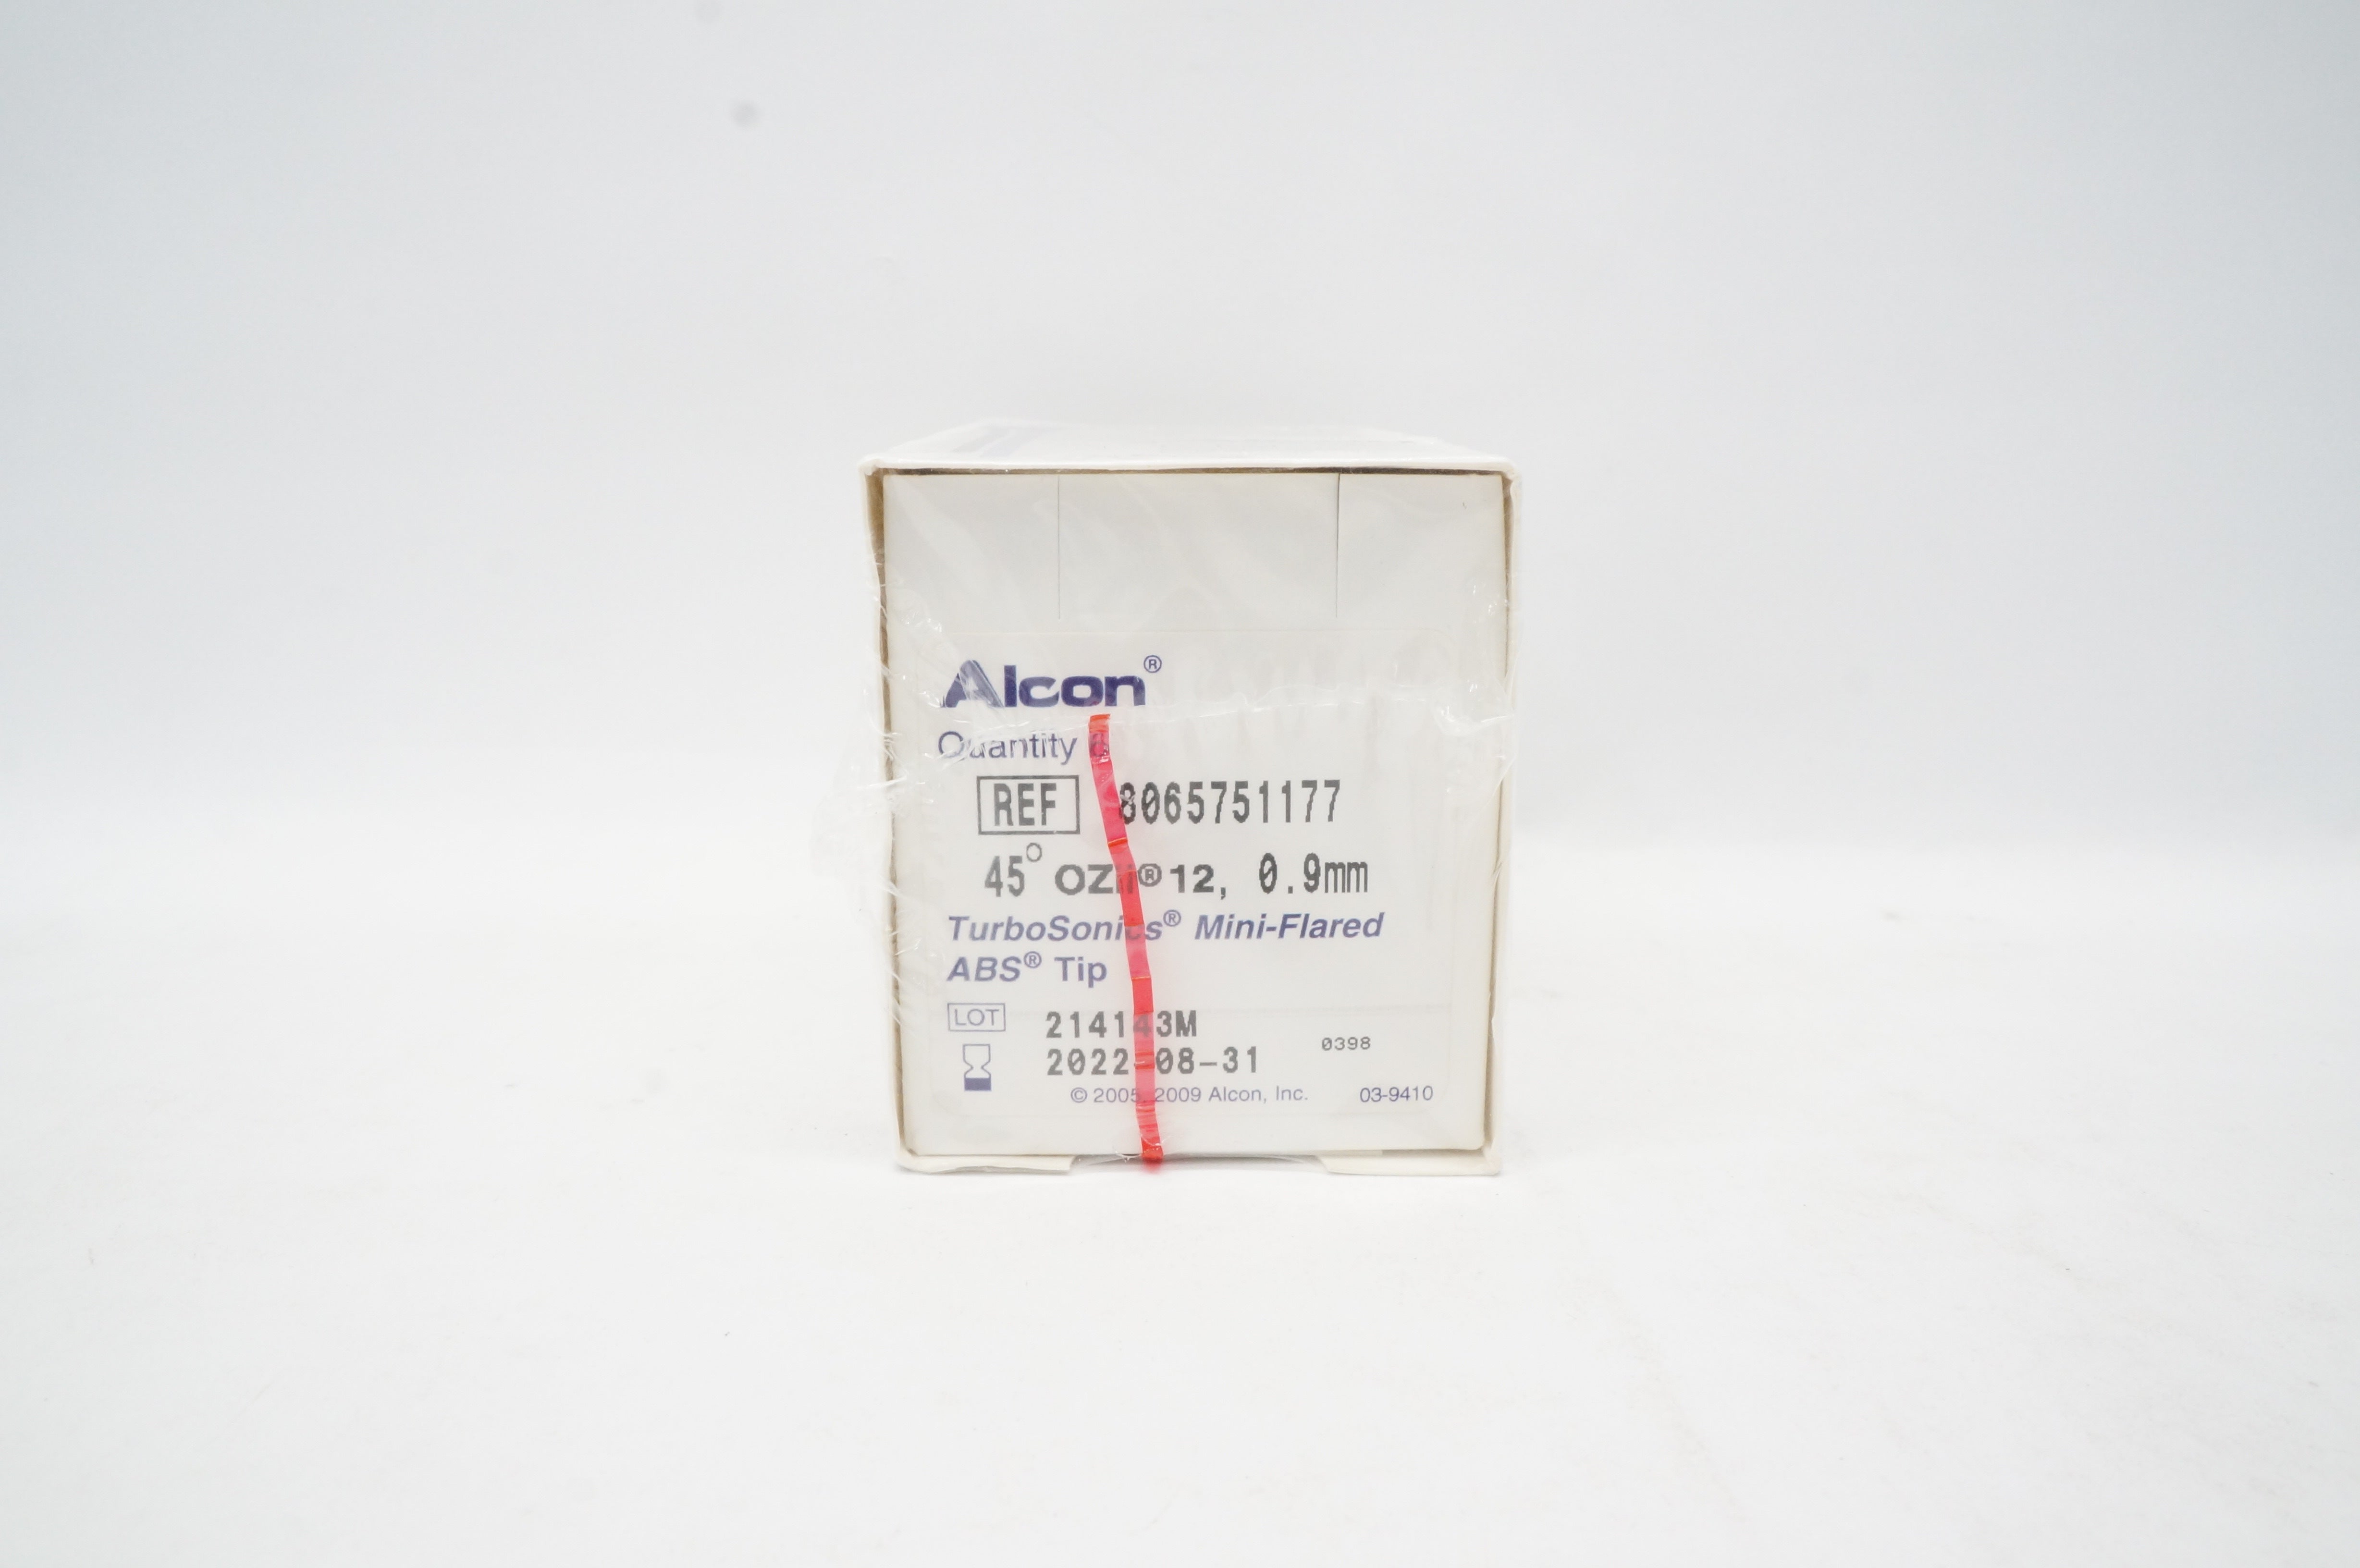 Alcon®
Quantity 6
REF 8065751177
45° OZil® 12, 0.9mm
TurboSonics® Mini-Flared
ABS® Tip
LOT 214143M
2022-08-31 0398
© 2005, 2009 Alcon, Inc. 03-9410